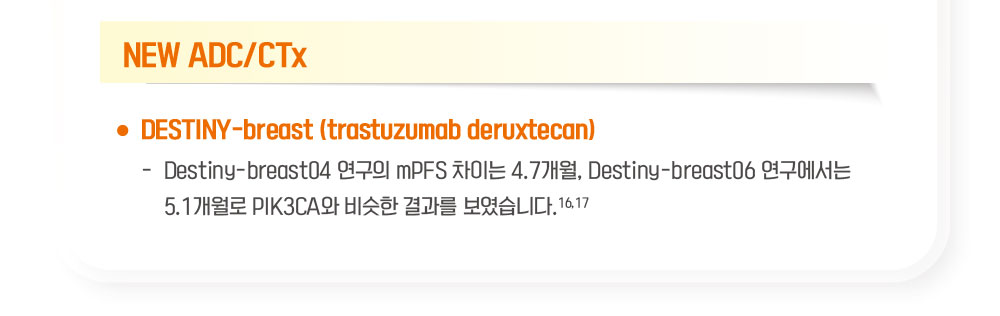 NEW ADC/CTx
• DESTINY-breast (trastuzumab deruxtecan)
- Destiny-breast04 연구의 mPFS 차이는 4.7개월, Destiny-breast06 연구에서는
5.1개월로 PIK3CA와 비슷한 결과를 보였습니다.16,17